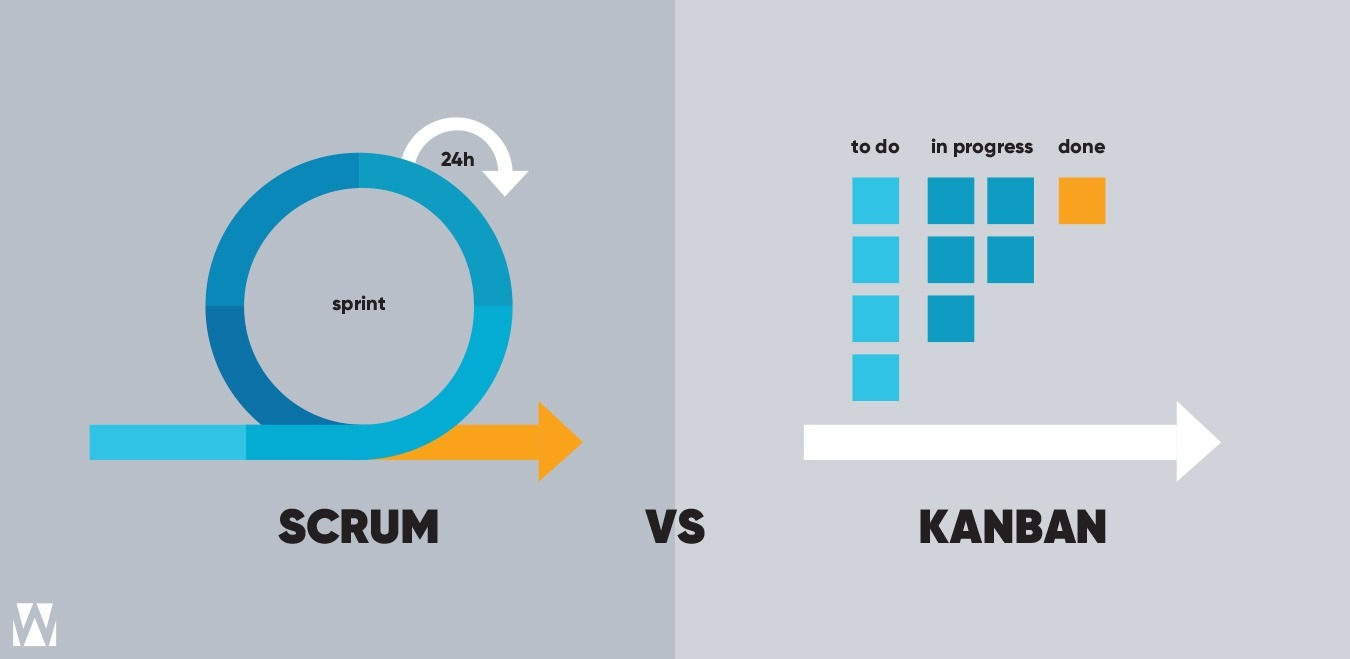 24h
sprint
to do in progress done
SCRUM VS KANBAN
W